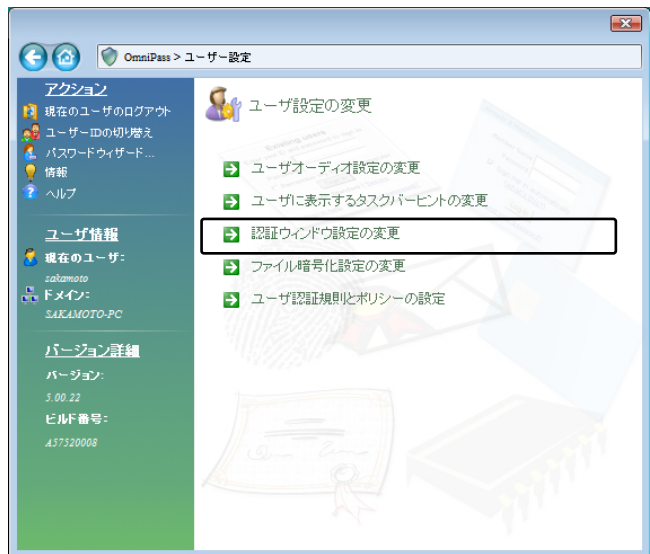 OmniPass > ユーザー設定
アクション
現在のユーザのログアウト
ユーザーIDの切り替え
パスワードウィザード...
情報
ヘルプ
ユーザ情報
現在のユーザ:
sakamoto
ドメイン:
SAKAMOTO-PC
バージョン詳細
バージョン:
5.00.22
ビルド番号:
A57520008
ユーザ設定の変更
Existing users
ユーザオーディオ設定の変更
ユーザに表示するタスクバーヒントの変更
認証ウィンドウ設定の変更
ファイル暗号化設定の変更
ユーザ認証規則とポリシーの設定